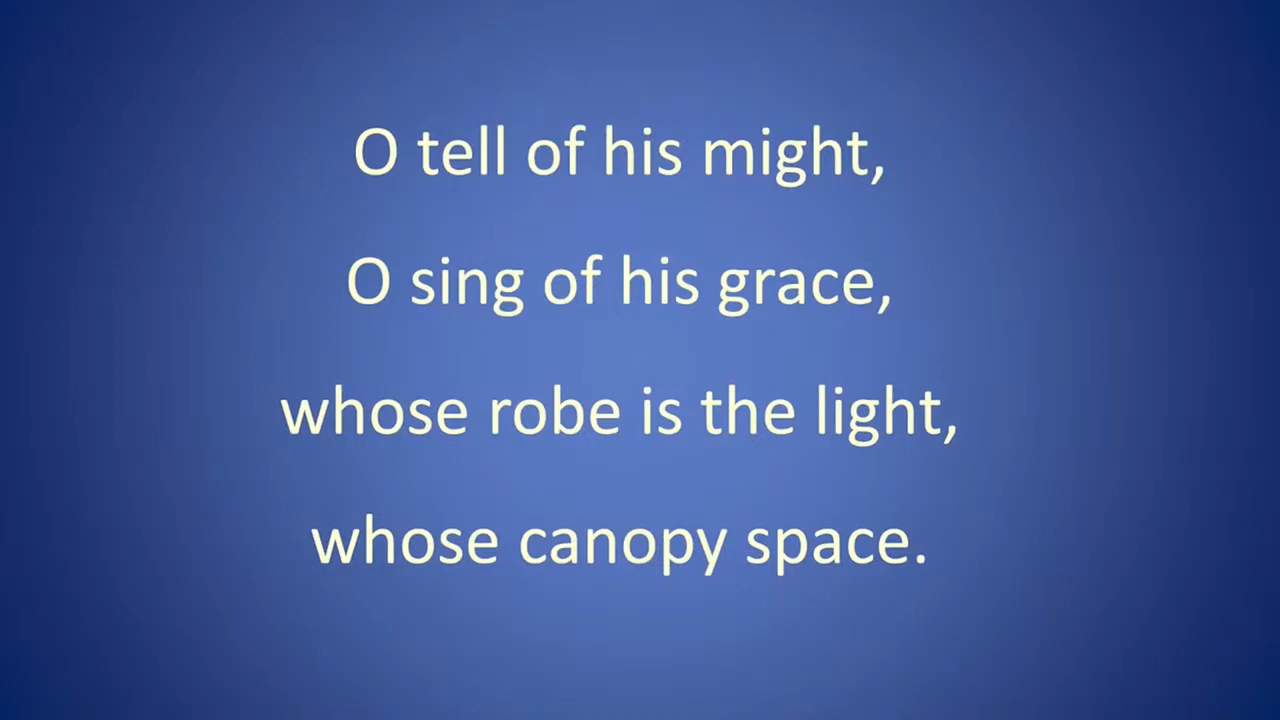 O tell of his might,
O sing of his grace,
whose robe is the light,
whose canopy space.